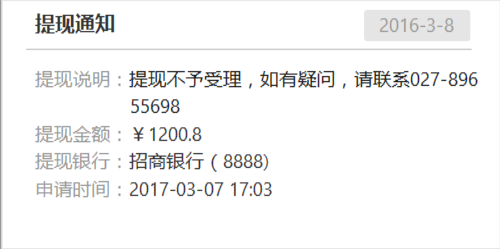 提现通知
2016-3-8
提现说明：提现不予受理，如有疑问，请联系027-896
55698
提现金额：￥1200.8
提现银行：招商银行（8888)
申请时间：2017-03-07 17:03